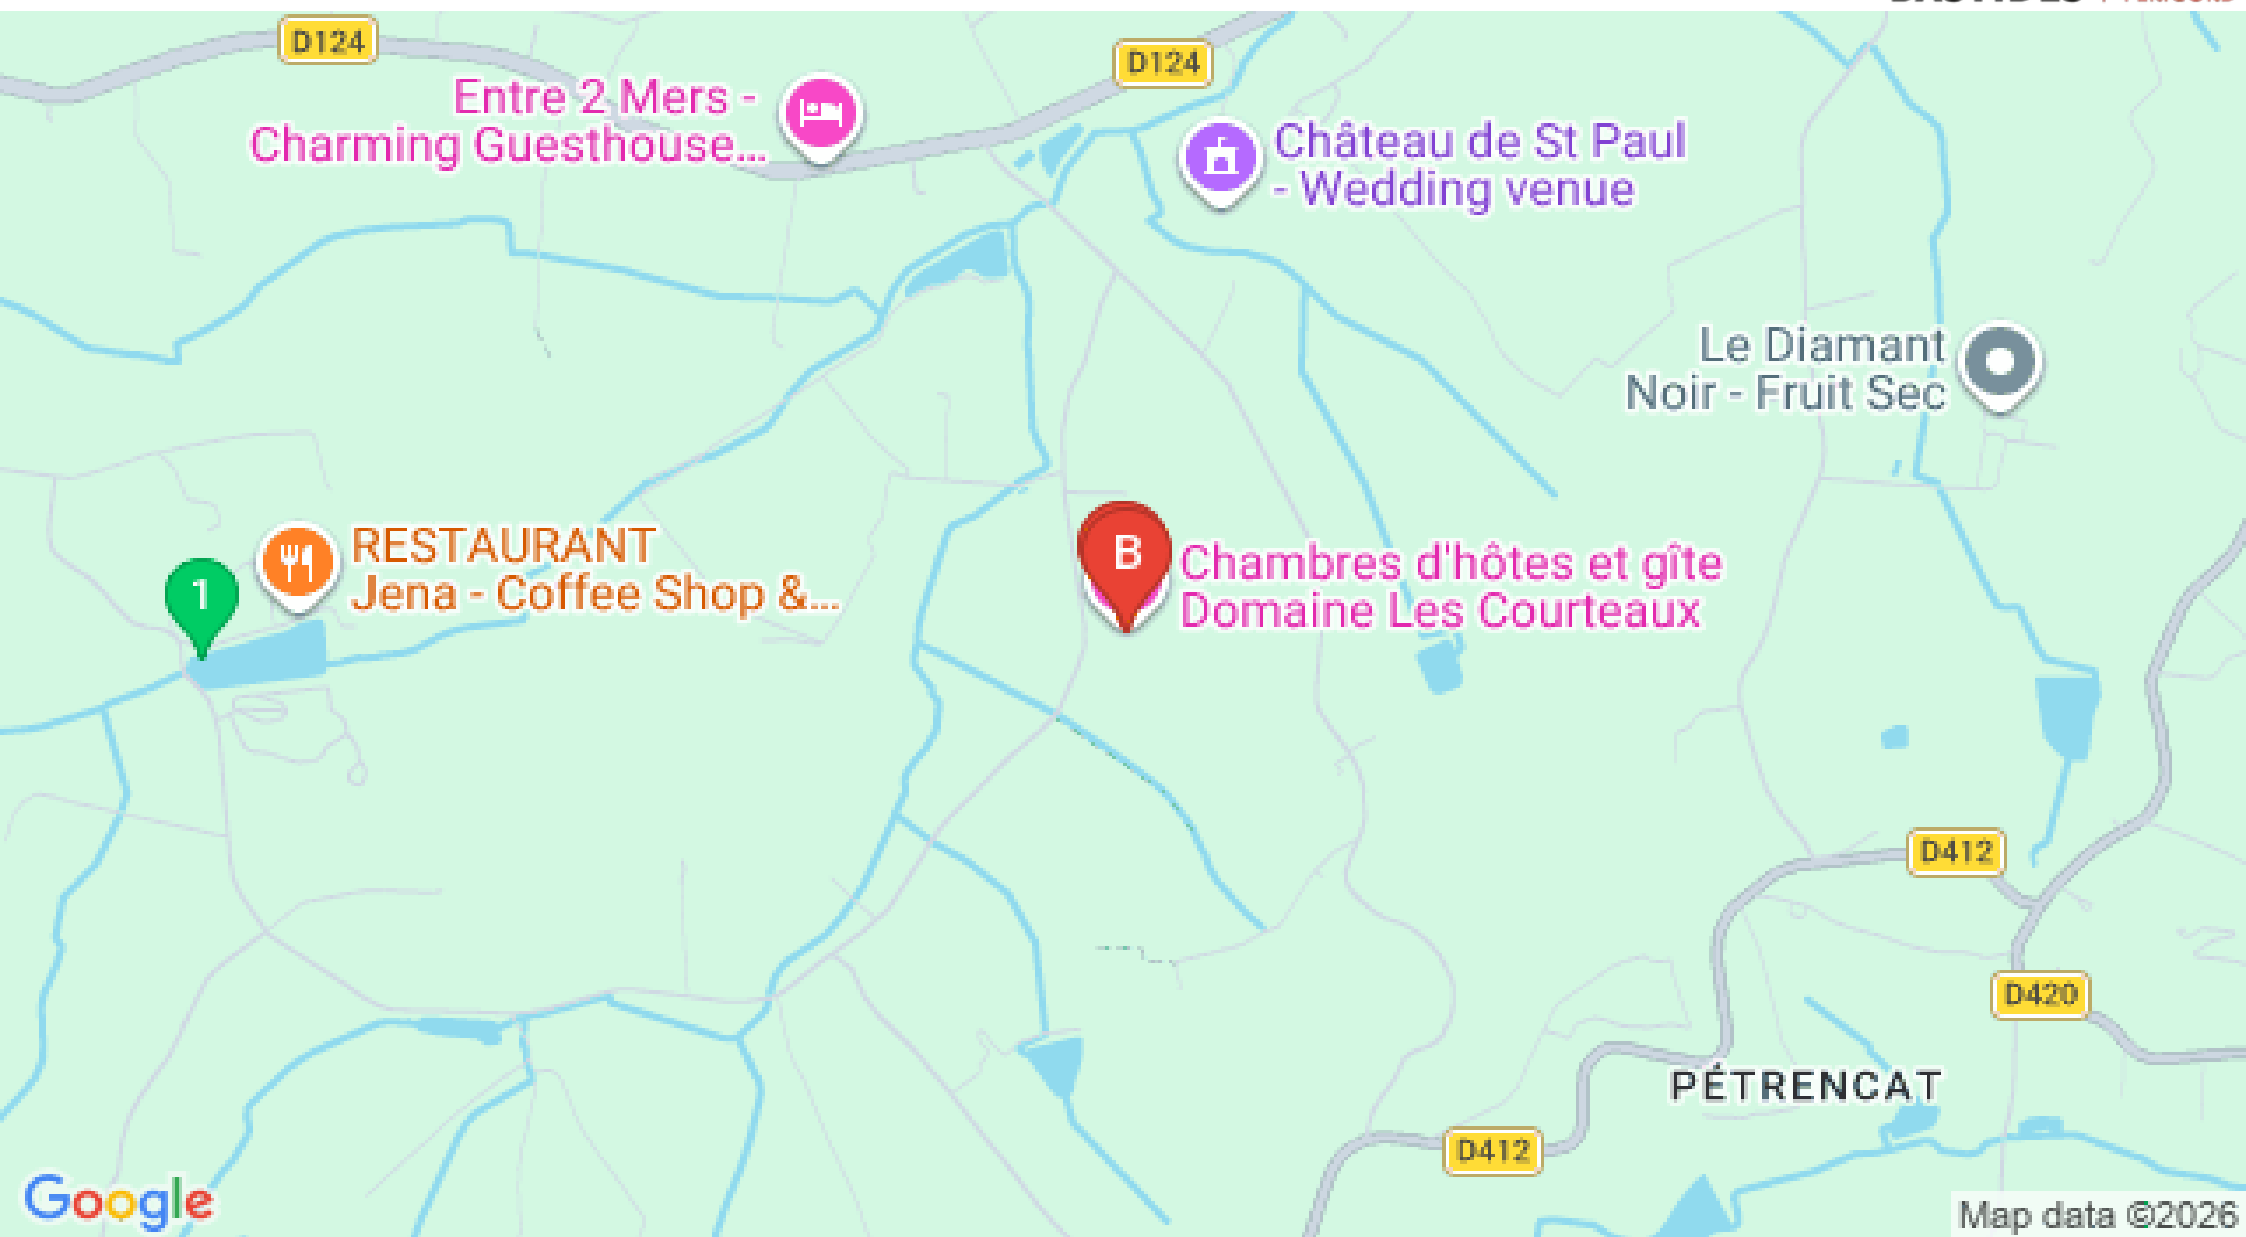 D124
D124
Entre 2 Mers -
Charming Guesthouse...
Château de St Paul
- Wedding venue
Le Diamant
Noir - Fruit Sec
RESTAURANT
Jena - Coffee Shop &...
1
B
Chambres d'hôtes et gîte
Domaine Les Courteaux
D412
D420
PÉTRENCAT
D412
Google
Map data ©2026